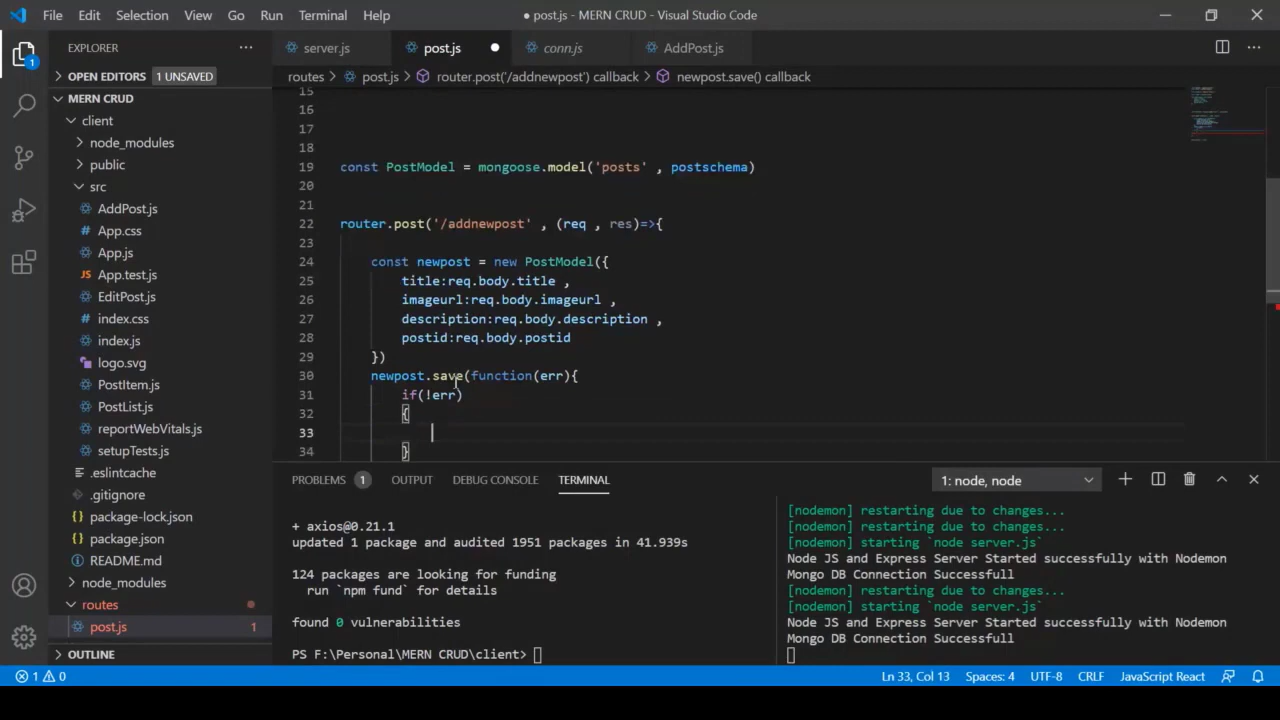 File Edit Selection View Go Run Terminal Help ● post.js - MERN CRUD - Visual Studio Code
EXPLORER ...
server.js post.js conn.js AddPost.js
OPEN EDITORS 1 UNSAVED
routes > post.js > router.post('/addnewpost') callback > newpost.save() callback
MERN CRUD
client
node_modules
public
src
AddPost.js
App.css
App.js
JS App.test.js
EditPost.js
# index.css
index.js
logo.svg
PostItem.js
PostList.js
reportWebVitals.js
setupTests.js
.eslintcache
.gitignore
{} package-lock.json
{} package.json
README.md
node_modules
routes
post.js 1
OUTLINE
1
15
16
17
18
19 const PostModel = mongoose.model('posts' , postschema)
20
21
22 router.post('/addnewpost' , (req , res)=>{
23
24 const newpost = new PostModel({
25 title:req.body.title ,
26 imageurl:req.body.imageurl ,
27 description:req.body.description ,
28 postid:req.body.postid
29 })
30 newpost.save(function(err){
31 if(!err)
32 {
33
34 }
PROBLEMS 1 OUTPUT DEBUG CONSOLE TERMINAL 1: node, node
+ axios@0.21.1
updated 1 package and audited 1951 packages in 41.939s
124 packages are looking for funding
run `npm fund` for details
found 0 vulnerabilities
PS F:\Personal\MERN CRUD\client>
[nodemon] restarting due to changes...
[nodemon] restarting due to changes...
[nodemon] starting `node server.js`
Node JS and Express Server Started successfully with Nodemon
Mongo DB Connection Successfull
[nodemon] restarting due to changes...
[nodemon] starting `node server.js`
Node JS and Express Server Started successfully with Nodemon
Mongo DB Connection Successfull
1 0 Ln 33, Col 13 Spaces: 4 UTF-8 CRLF JavaScript React